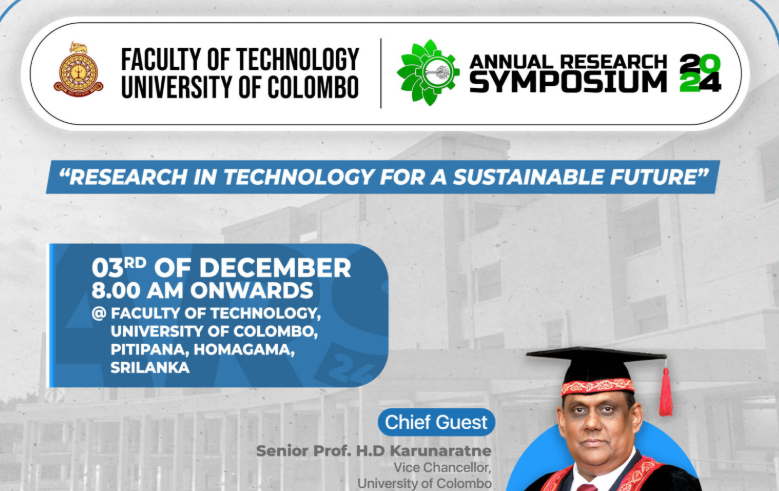 FACULTY OF TECHNOLOGY
UNIVERSITY OF COLOMBO
ANNUAL RESEARCH
SYMPOSIUM
2024
“RESEARCH IN TECHNOLOGY FOR A SUSTAINABLE FUTURE”
03RD OF DECEMBER
8.00 AM ONWARDS
@ FACULTY OF TECHNOLOGY,
UNIVERSITY OF COLOMBO,
PITIPANA, HOMAGAMA,
SRILANKA
ARS
24
Chief Guest
Senior Prof. H.D Karunaratne
Vice Chancellor,
University of Colombo